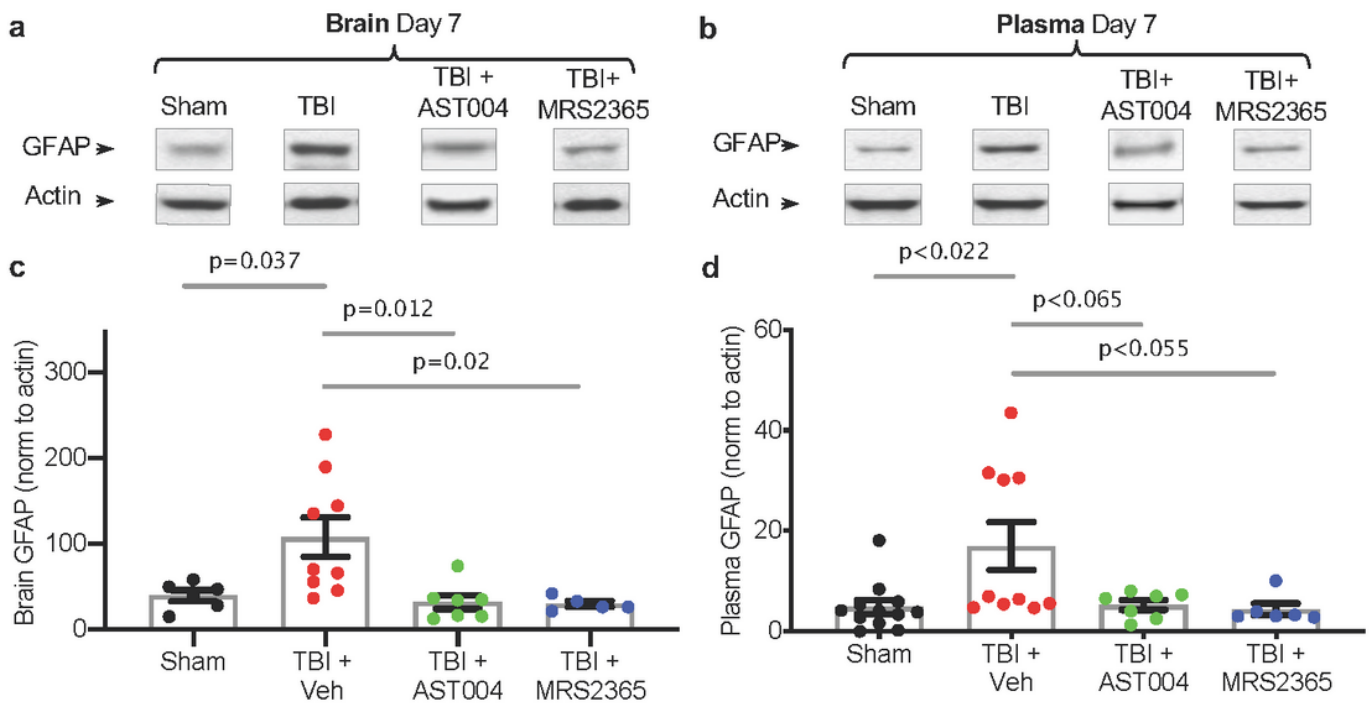 a
Brain Day 7
Sham
TBI
TBI +
AST004
TBI+
MRS2365
GFAP
Actin
b
Plasma Day 7
Sham
TBI
TBI+
AST004
TBI+
MRS2365
GFAP
Actin
c
p=0.037
p=0.012
p=0.02
Brain GFAP (norm to actin)
300
200
100
0
Sham
TBI +
Veh
TBI +
AST004
TBI +
MRS2365
d
p<0.022
p<0.065
p<0.055
Plasma GFAP (norm to actin)
60
40
20
0
Sham
TBI +
Veh
TBI +
AST004
TBI +
MRS2365